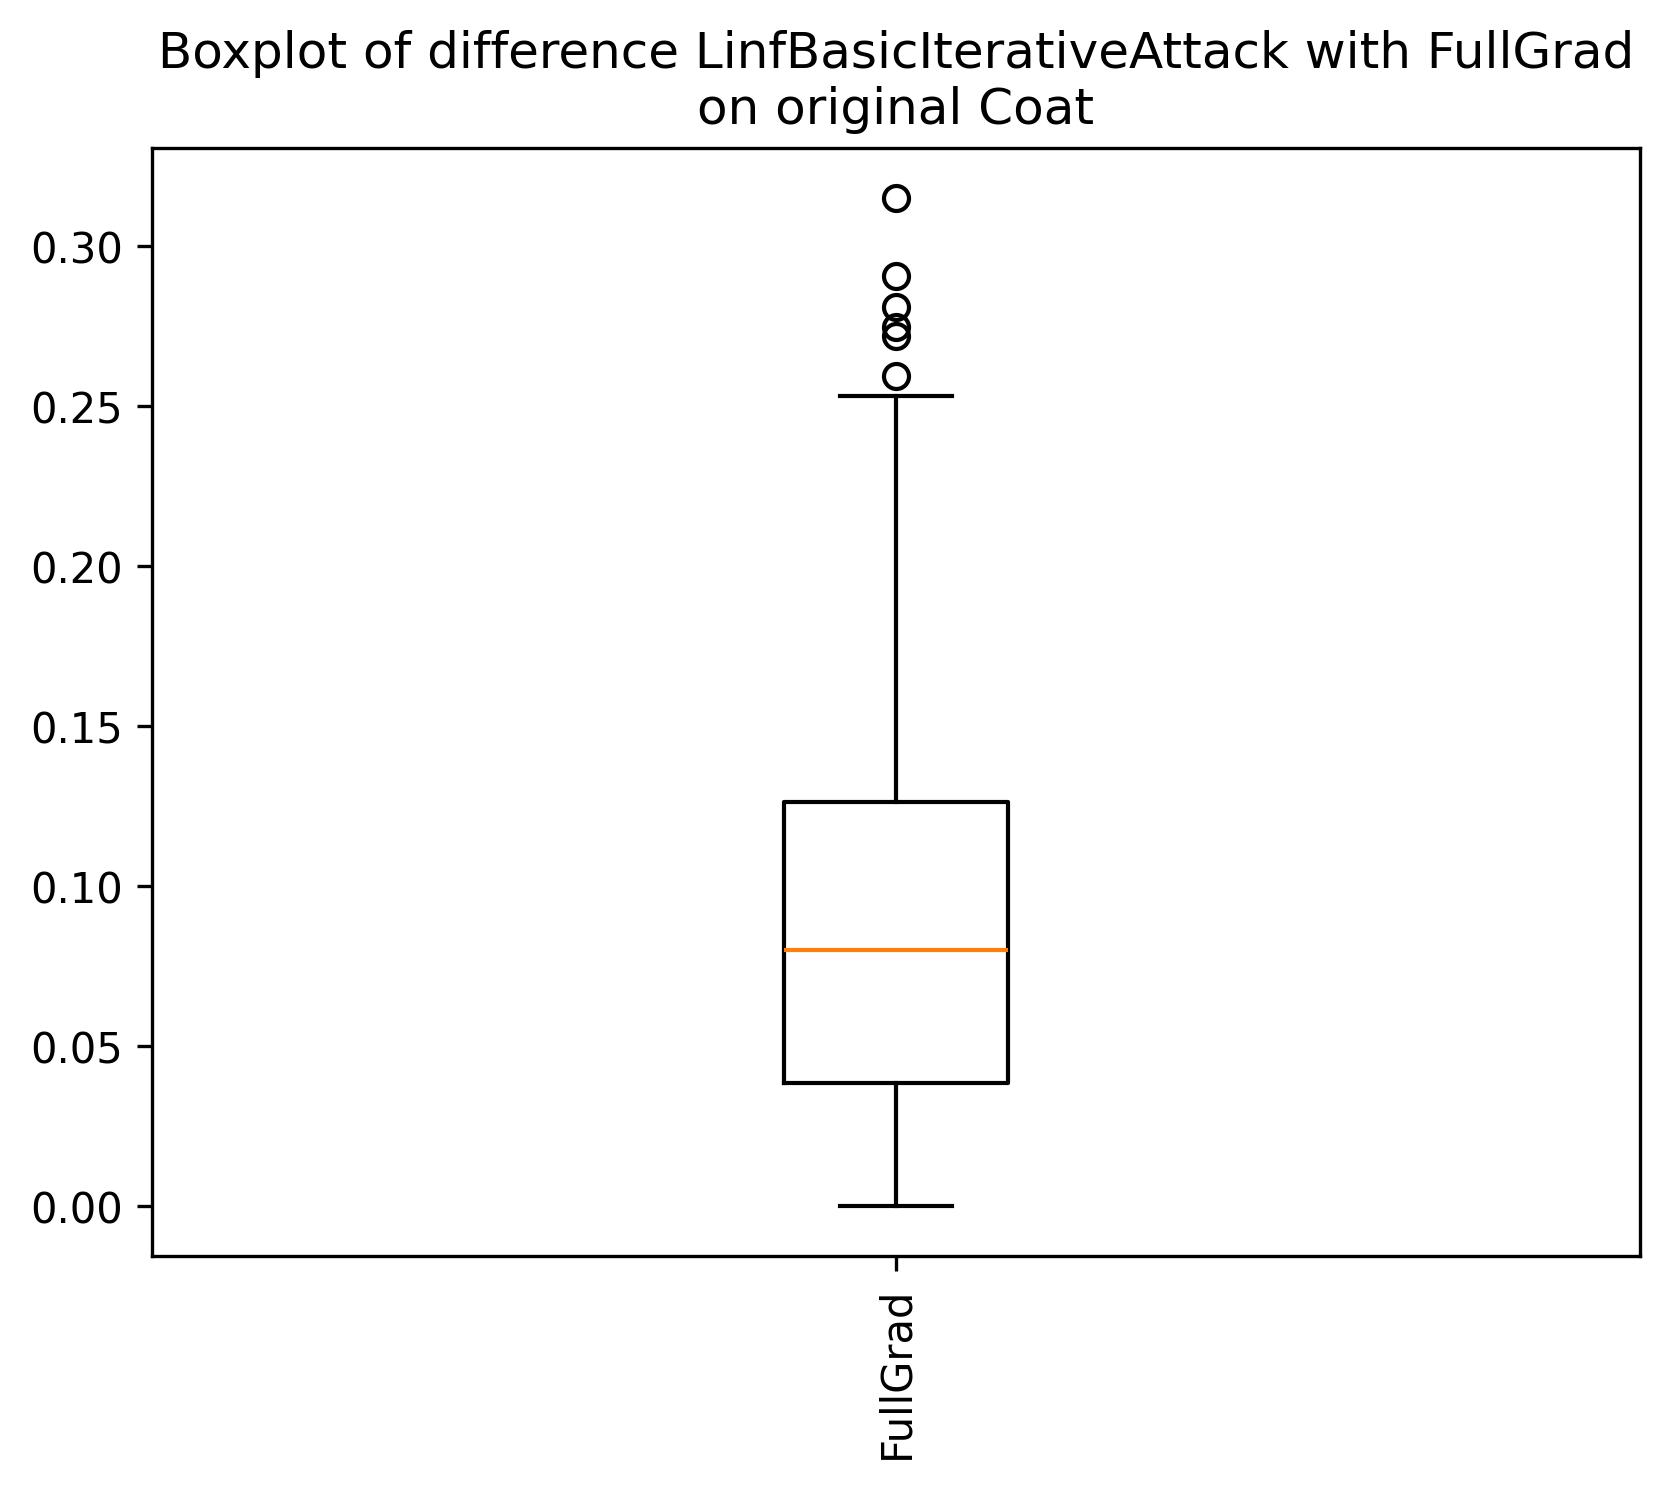 Boxplot of difference LinfBasicIterativeAttack with FullGrad
on original Coat
0.30
0.25
0.20
0.15
0.10
0.05
0.00
FullGrad